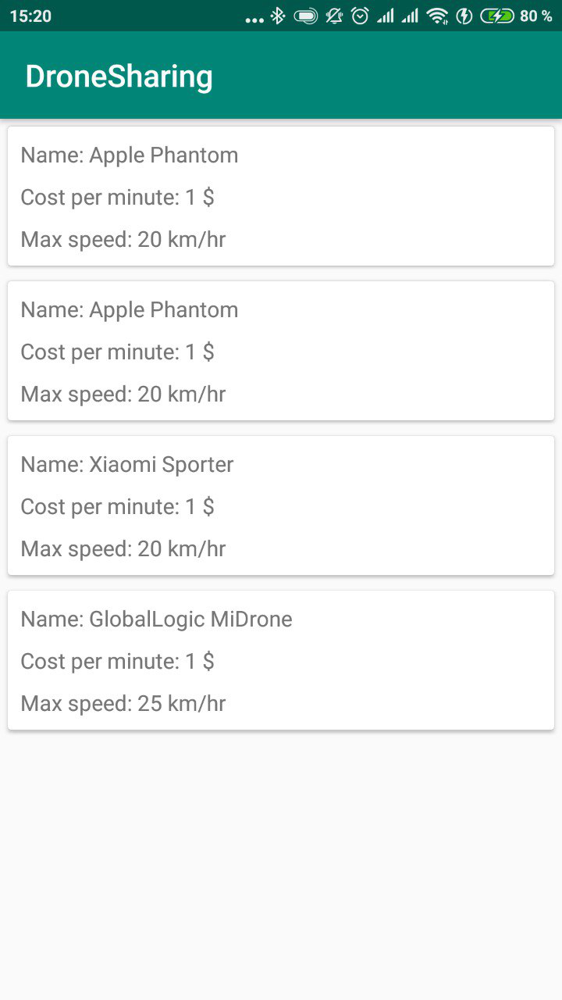 15:20
80 %
DroneSharing
Name: Apple Phantom
Cost per minute: 1 $
Max speed: 20 km/hr
Name: Apple Phantom
Cost per minute: 1 $
Max speed: 20 km/hr
Name: Xiaomi Sporter
Cost per minute: 1 $
Max speed: 20 km/hr
Name: GlobalLogic MiDrone
Cost per minute: 1 $
Max speed: 25 km/hr